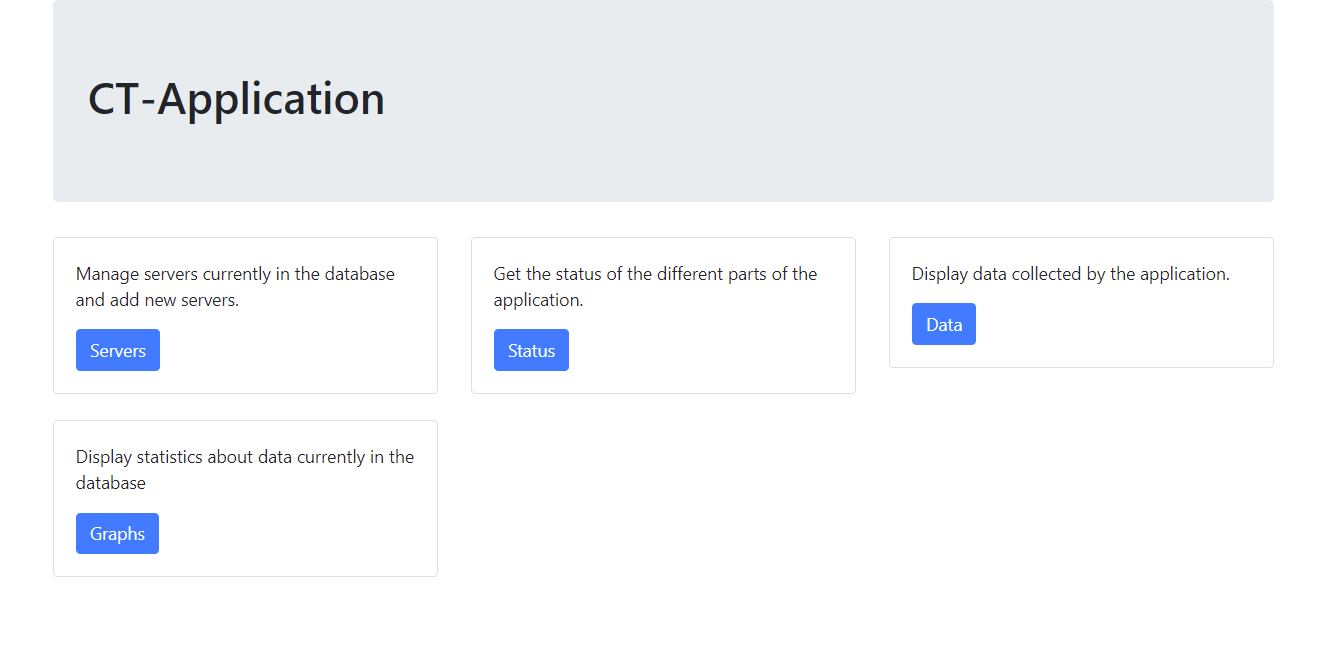 CT-Application
Manage servers currently in the database
and add new servers.
Servers
Get the status of the different parts of the
application.
Status
Display data collected by the application.
Data
Display statistics about data currently in the
database
Graphs